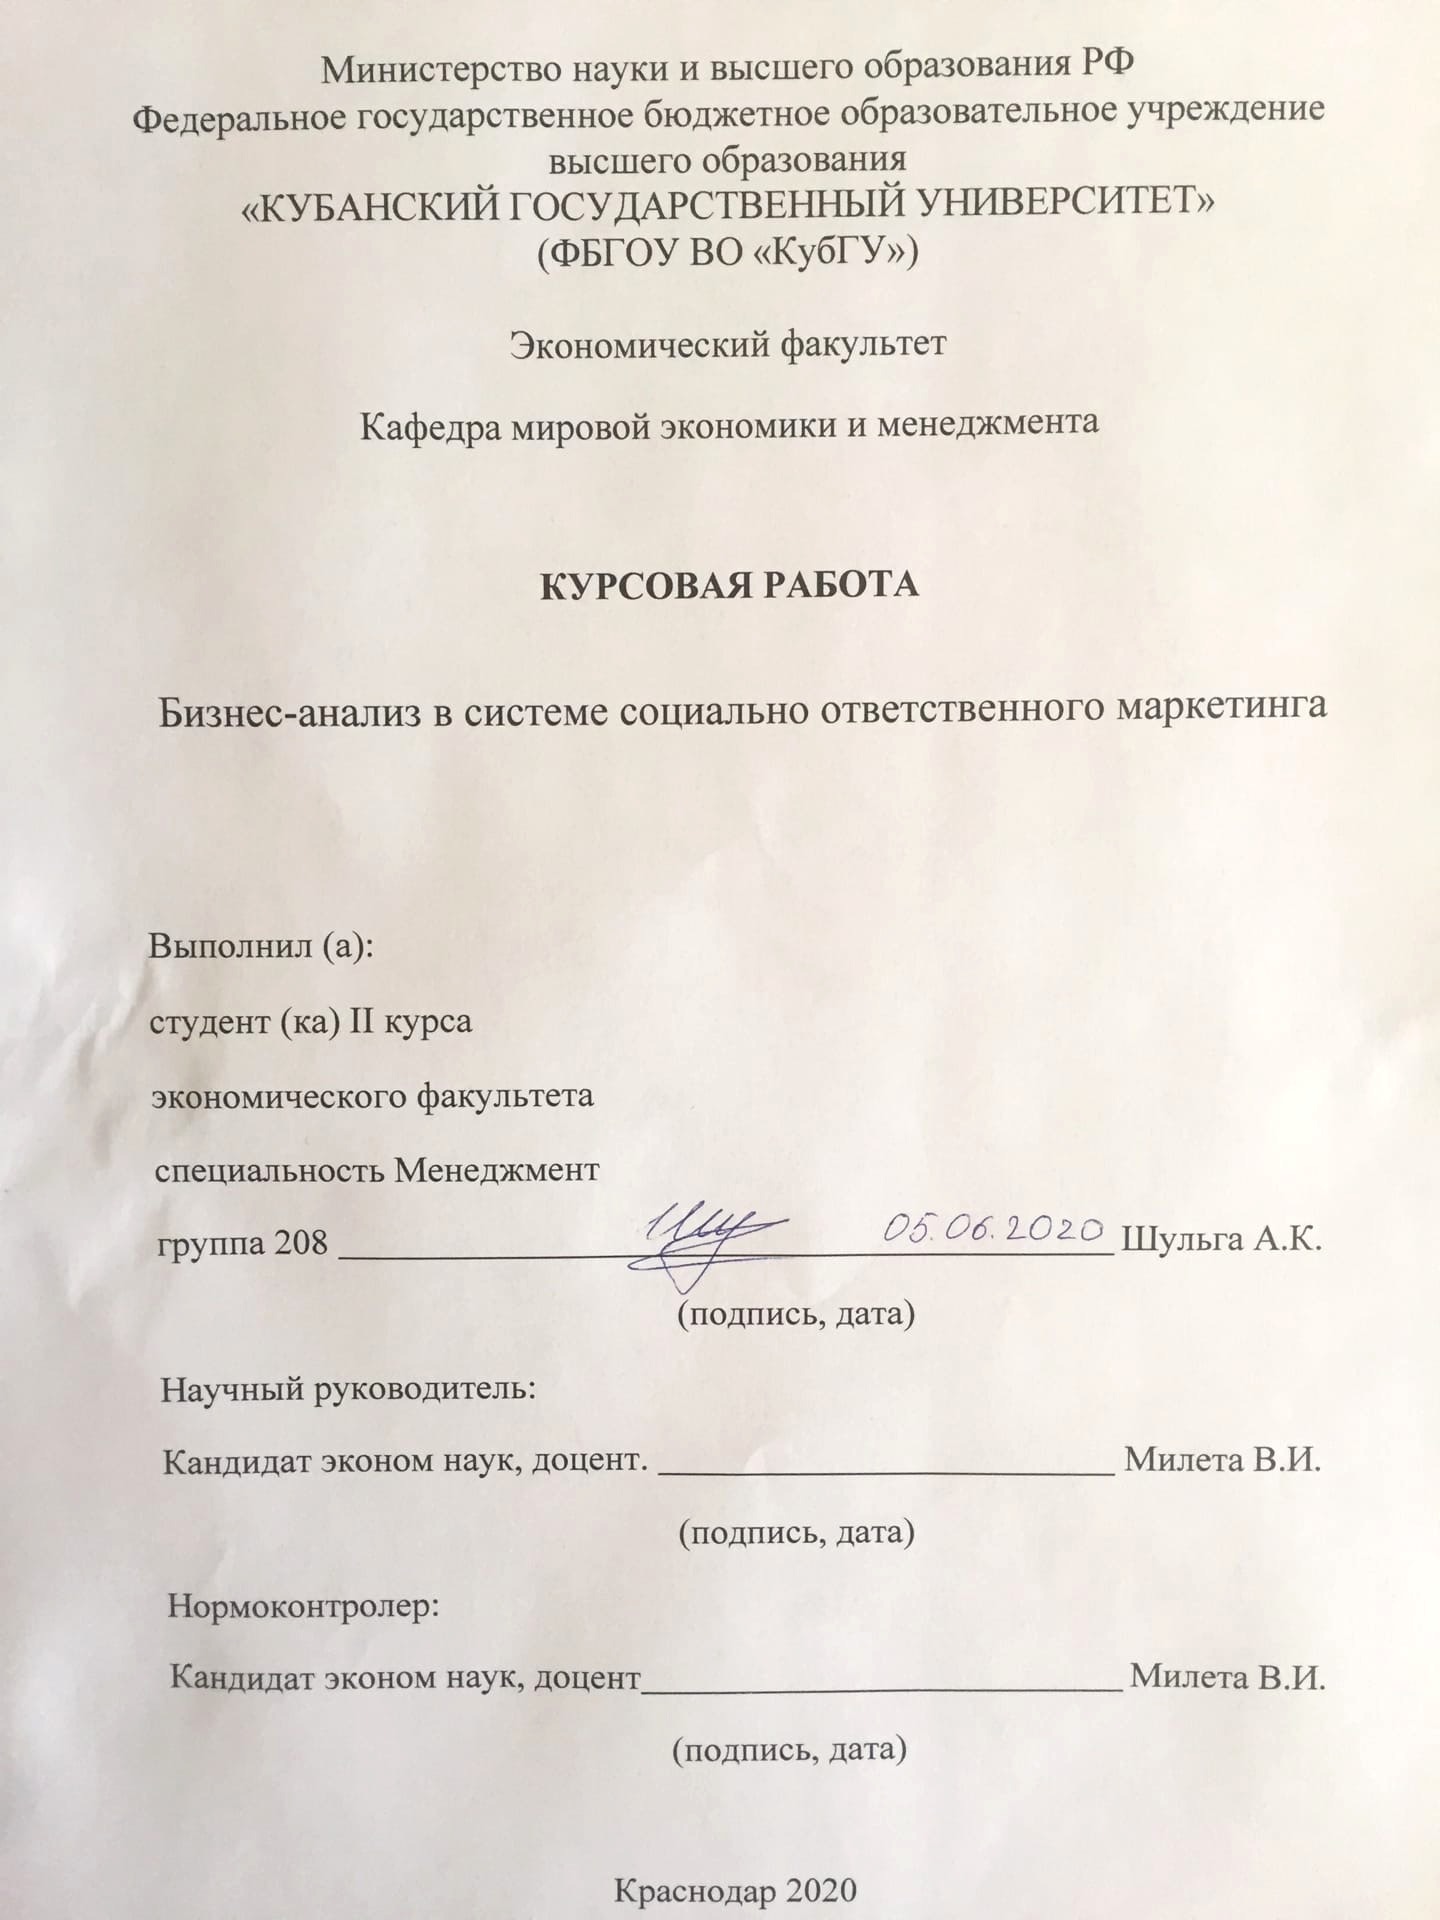 Министерство науки и высшего образования РФ
Федеральное государственное бюджетное образовательное учреждение
высшего образования
«КУБАНСКИЙ ГОСУДАРСТВЕННЫЙ УНИВЕРСИТЕТ»
(ФБГОУ ВО «КубГУ»)
Экономический факультет
Кафедра мировой экономики и менеджмента
КУРСОВАЯ РАБОТА
Бизнес-анализ в системе социально ответственного маркетинга
Выполнил (а):
студент (ка) II курса
экономического факультета
специальность Менеджмент
группа 208 05.06.2020 Шульга А.К.
(подпись, дата)
Научный руководитель:
Кандидат эконом наук, доцент. Милета В.И.
(подпись, дата)
Нормоконтролер:
Кандидат эконом наук, доцент Милета В.И.
(подпись, дата)
Краснодар 2020